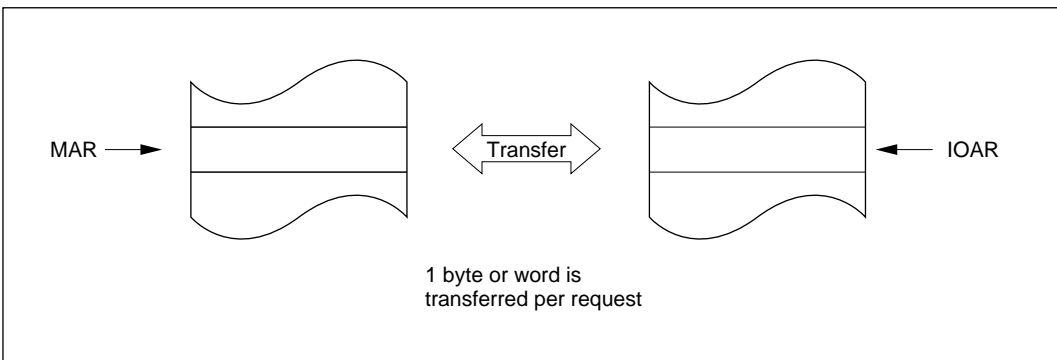 MAR
Transfer
IOAR
1 byte or word is
transferred per request